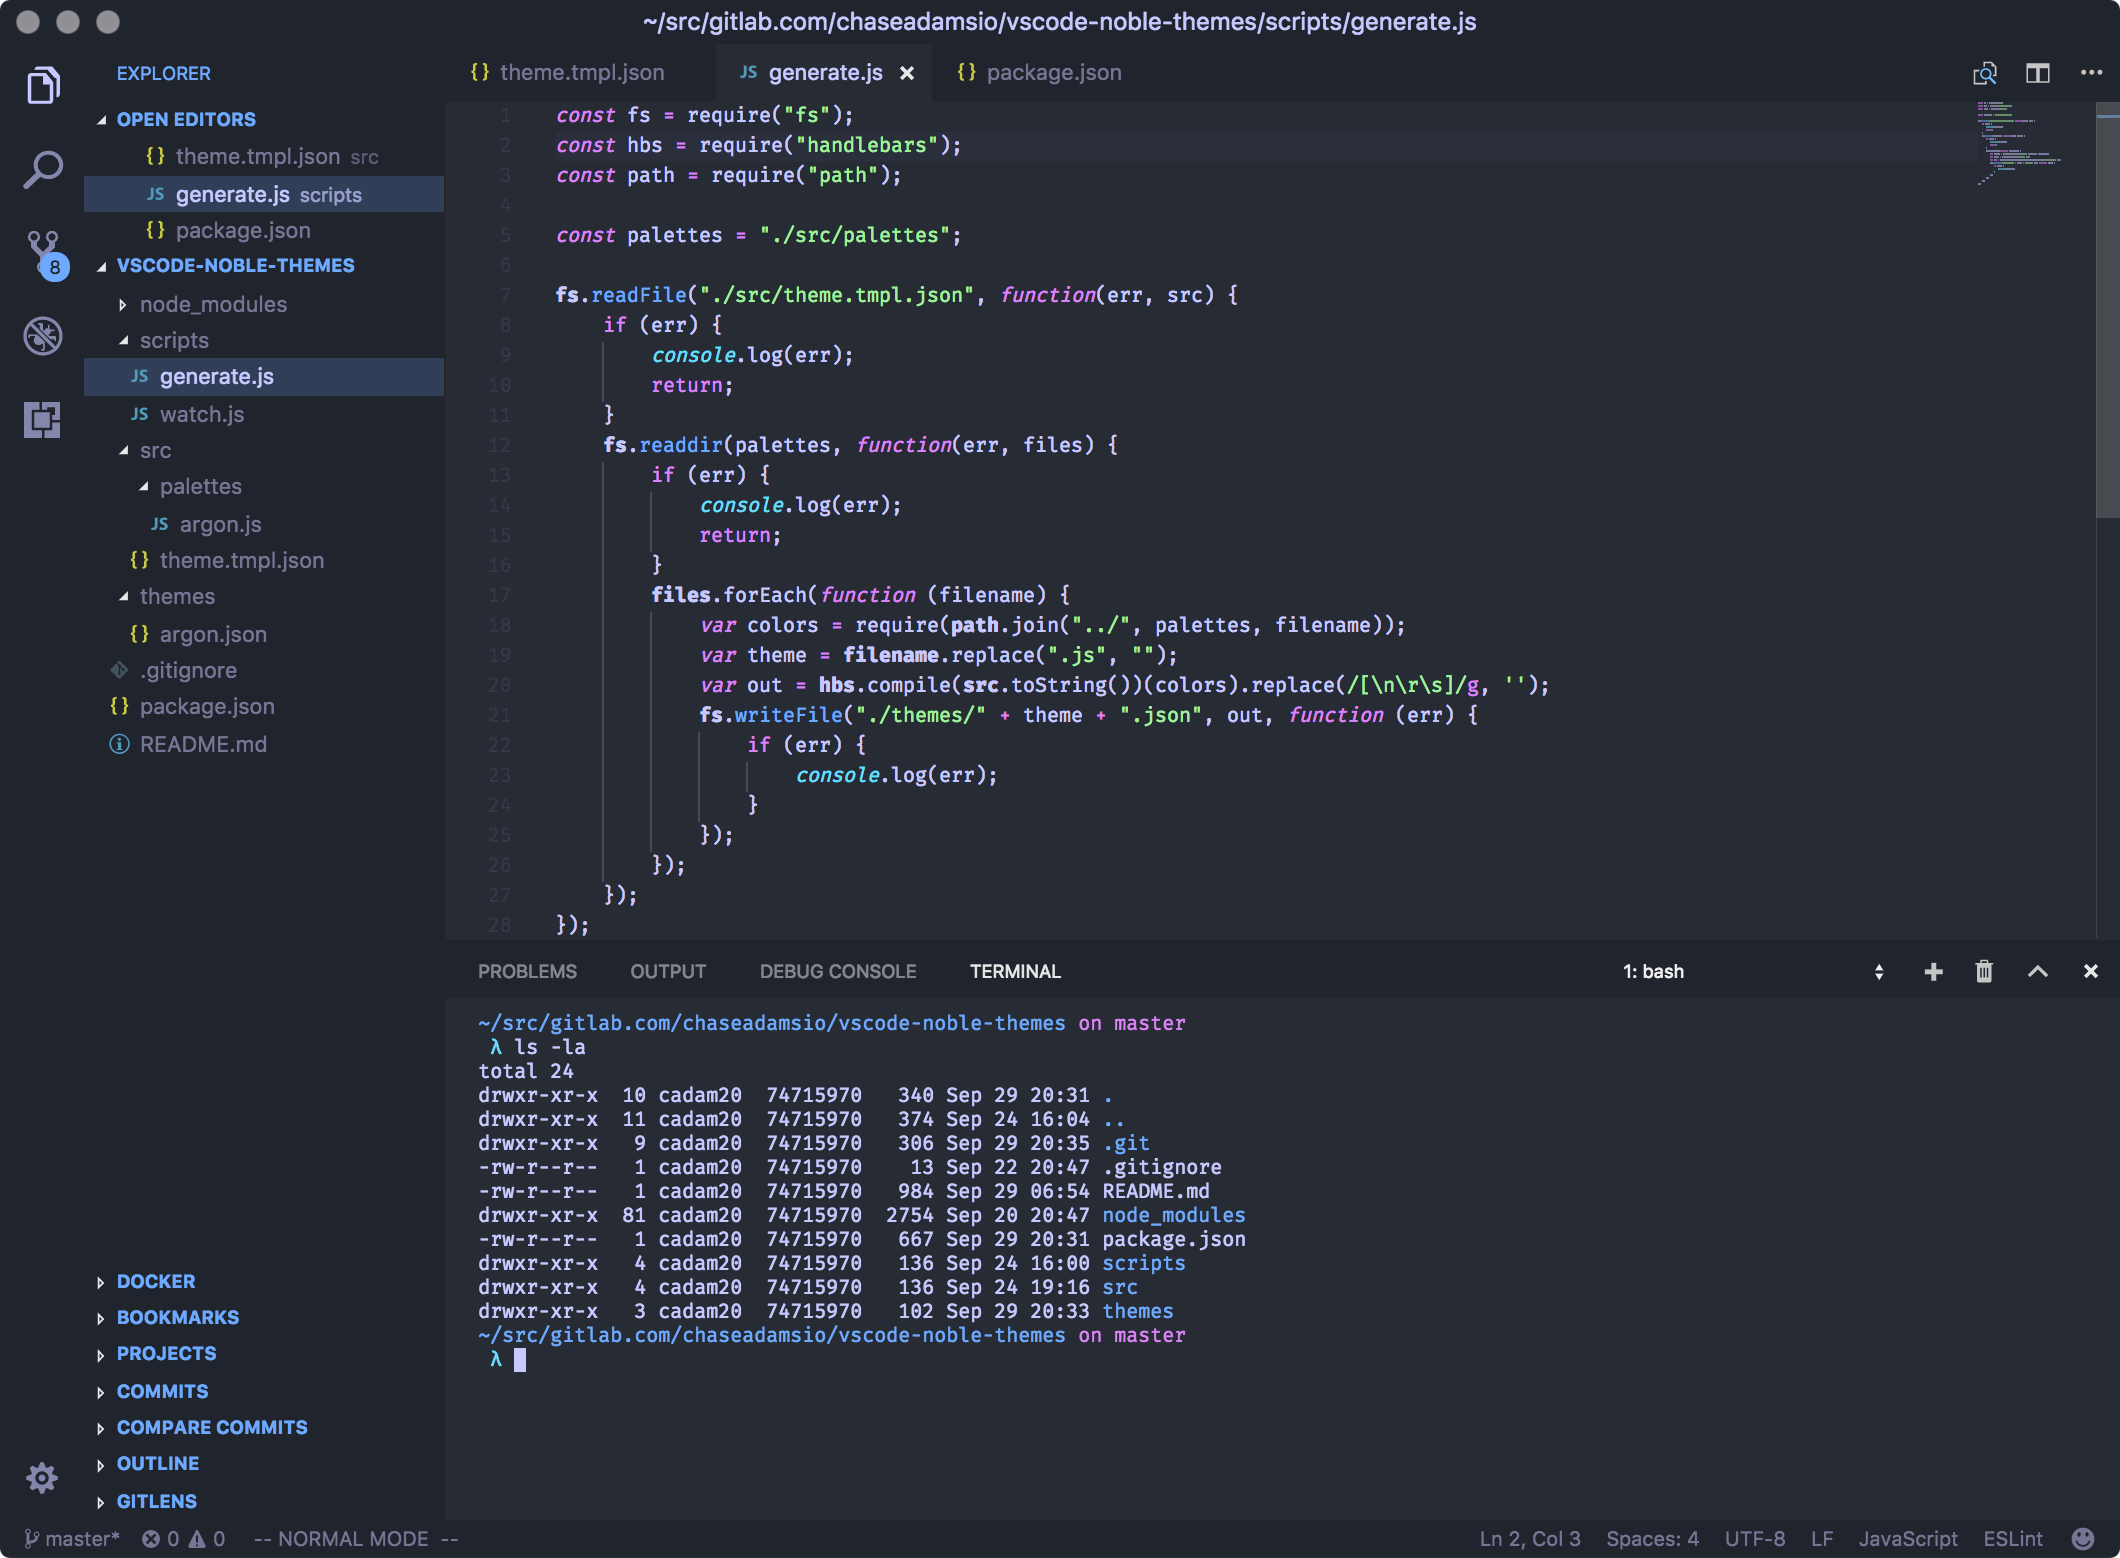 ~/src/gitlab.com/chaseadamsio/vscode-noble-themes/scripts/generate.js
EXPLORER
OPEN EDITORS
{} theme.tmpl.json src
JS generate.js scripts
{} package.json
8
VSCODE-NOBLE-THEMES
node_modules
scripts
JS generate.js
JS watch.js
src
palettes
JS argon.js
{} theme.tmpl.json
themes
{} argon.json
.gitignore
{} package.json
README.md
DOCKER
BOOKMARKS
PROJECTS
COMMITS
COMPARE COMMITS
OUTLINE
GITLENS
{} theme.tmpl.json JS generate.js × {} package.json
1 const fs = require("fs");
2 const hbs = require("handlebars");
3 const path = require("path");
4
5 const palettes = "./src/palettes";
6
7 fs.readFile("./src/theme.tmpl.json", function(err, src) {
8 if (err) {
9 console.log(err);
10 return;
11 }
12 fs.readdir(palettes, function(err, files) {
13 if (err) {
14 console.log(err);
15 return;
16 }
17 files.forEach(function (filename) {
18 var colors = require(path.join("../", palettes, filename));
19 var theme = filename.replace(".js", "");
20 var out = hbs.compile(src.toString())(colors).replace(/[\n\r\s]/g, '');
21 fs.writeFile("./themes/" + theme + ".json", out, function (err) {
22 if (err) {
23 console.log(err);
24 }
25 });
26 });
27 });
28 });
PROBLEMS OUTPUT DEBUG CONSOLE TERMINAL 1: bash
~/src/gitlab.com/chaseadamsio/vscode-noble-themes on master
λ ls -la
total 24
drwxr-xr-x 10 cadam20 74715970 340 Sep 29 20:31 .
drwxr-xr-x 11 cadam20 74715970 374 Sep 24 16:04 ..
drwxr-xr-x 9 cadam20 74715970 306 Sep 29 20:35 .git
-rw-r--r-- 1 cadam20 74715970 13 Sep 22 20:47 .gitignore
-rw-r--r-- 1 cadam20 74715970 984 Sep 29 06:54 README.md
drwxr-xr-x 81 cadam20 74715970 2754 Sep 20 20:47 node_modules
-rw-r--r-- 1 cadam20 74715970 667 Sep 29 20:31 package.json
drwxr-xr-x 4 cadam20 74715970 136 Sep 24 16:00 scripts
drwxr-xr-x 4 cadam20 74715970 136 Sep 24 19:16 src
drwxr-xr-x 3 cadam20 74715970 102 Sep 29 20:33 themes
~/src/gitlab.com/chaseadamsio/vscode-noble-themes on master
λ
master* 0 0 -- NORMAL MODE -- Ln 2, Col 3 Spaces: 4 UTF-8 LF JavaScript ESLint